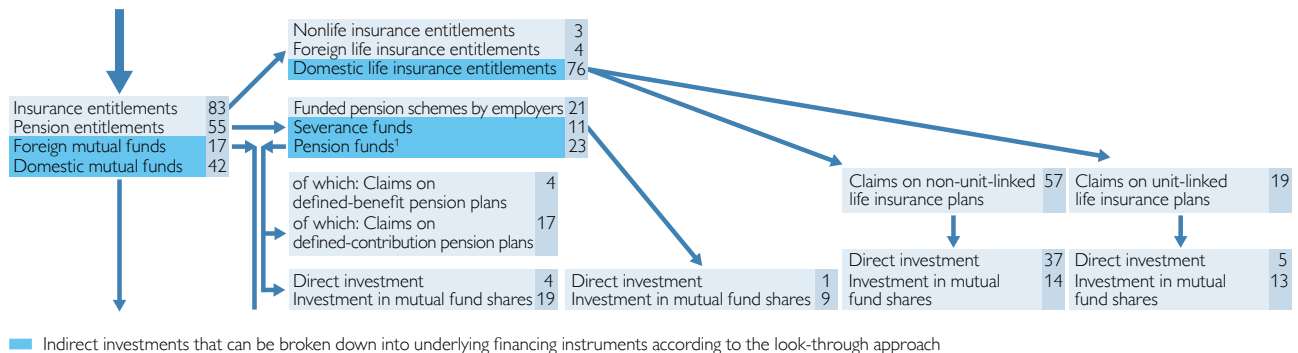 Nonlife insurance entitlements 3
Foreign life insurance entitlements 4
Domestic life insurance entitlements 76
Insurance entitlements 83
Pension entitlements 55
Foreign mutual funds 17
Domestic mutual funds 42
Funded pension schemes by employers 21
Severance funds 11
Pension funds¹ 23
of which: Claims on 4
defined-benefit pension plans
of which: Claims on 17
defined-contribution pension plans
Direct investment 4
Investment in mutual fund shares 19
Direct investment 1
Investment in mutual fund shares 9
Claims on non-unit-linked 57
life insurance plans
Direct investment 37
Investment in mutual 14
fund shares
Claims on unit-linked 19
life insurance plans
Direct investment 5
Investment in mutual 13
fund shares
Indirect investments that can be broken down into underlying financing instruments according to the look-through approach